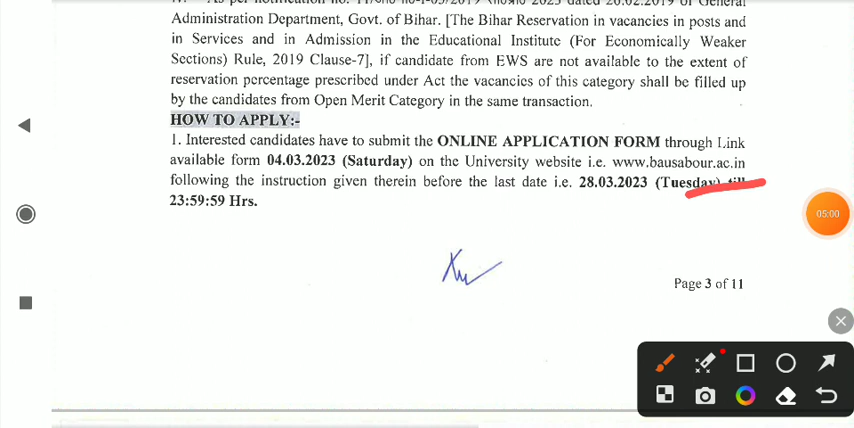 General
Administration Department, Govt. of Bihar. [The Bihar Reservation in vacancies in posts and
in Services and in Admission in the Educational Institute (For Economically Weaker
Sections) Rule, 2019 Clause-7], if candidate from EWS are not available to the extent of
reservation percentage prescribed under Act the vacancies of this category shall be filled up
by the candidates from Open Merit Category in the same transaction.
HOW TO APPLY:-
1. Interested candidates have to submit the ONLINE APPLICATION FORM through Link
available form 04.03.2023 (Saturday) on the University website i.e. www.bausabour.ac.in
following the instruction given therein before the last date i.e. 28.03.2023 (Tuesday) till
23:59:59 Hrs.
05:00
Page 3 of 11